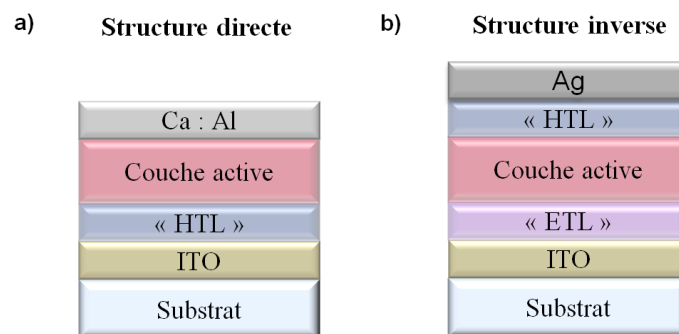 a)
Structure directe
Ca : Al
Couche active
« HTL »
ITO
Substrat
b)
Structure inverse
Ag
« HTL »
Couche active
« ETL »
ITO
Substrat